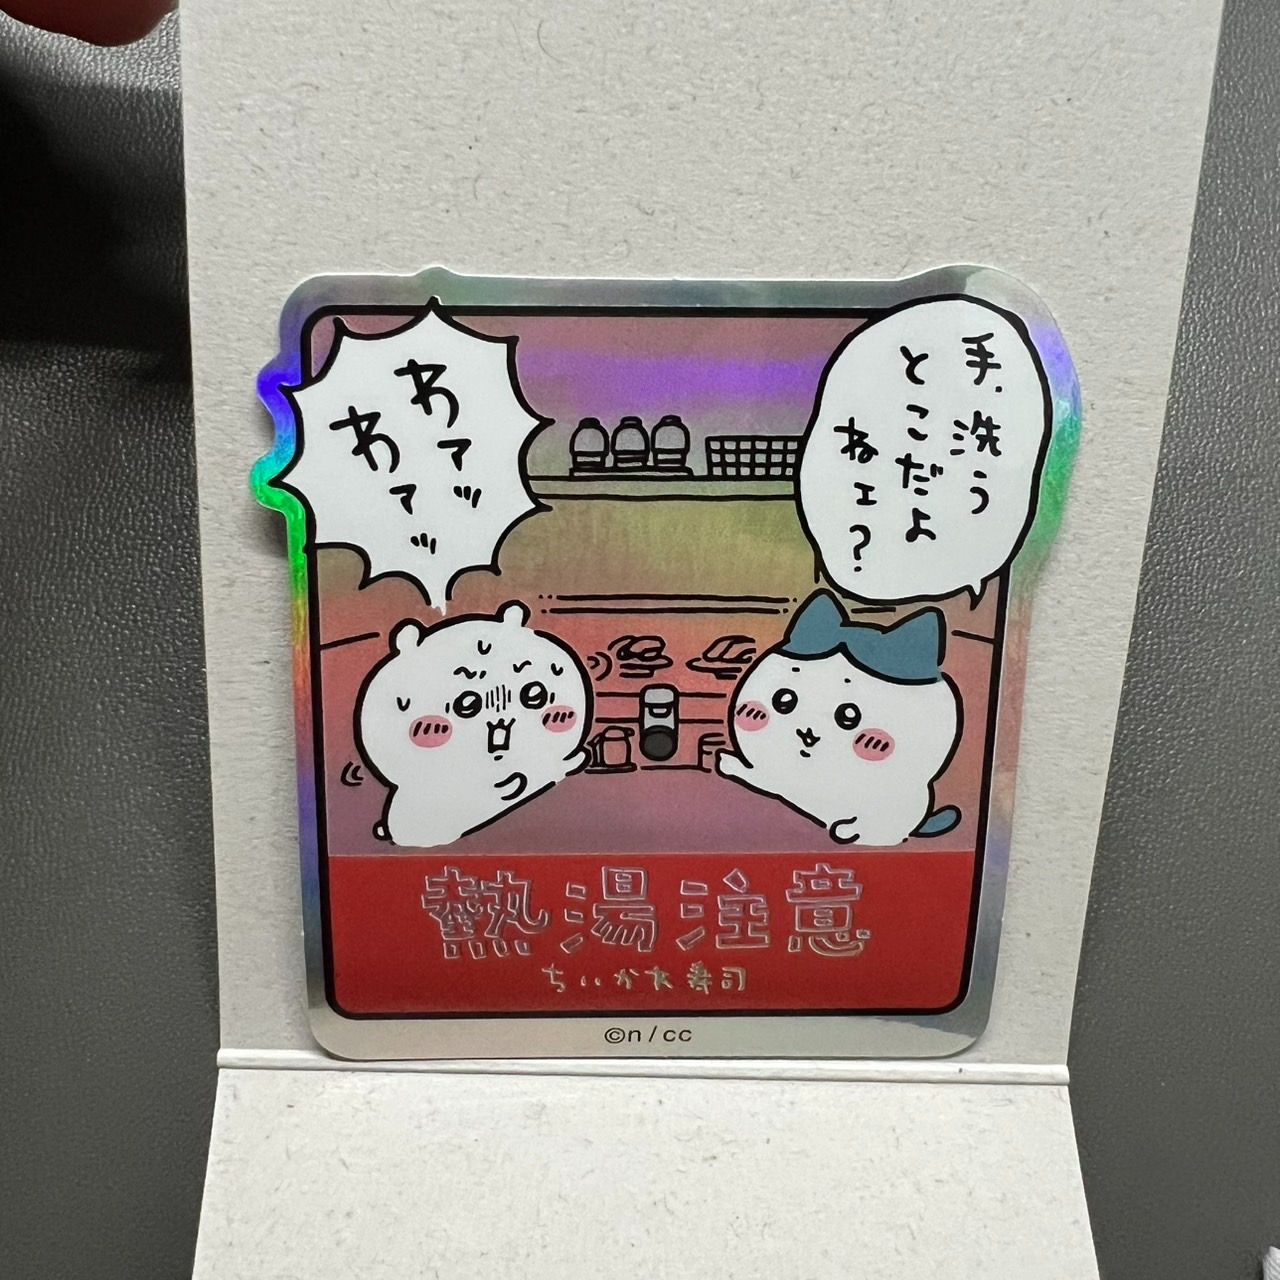 手、洗う
とこだよ
ねェ?
わァッ
わァッ
熱湯注意
ちいかわ寿司
©n/cc